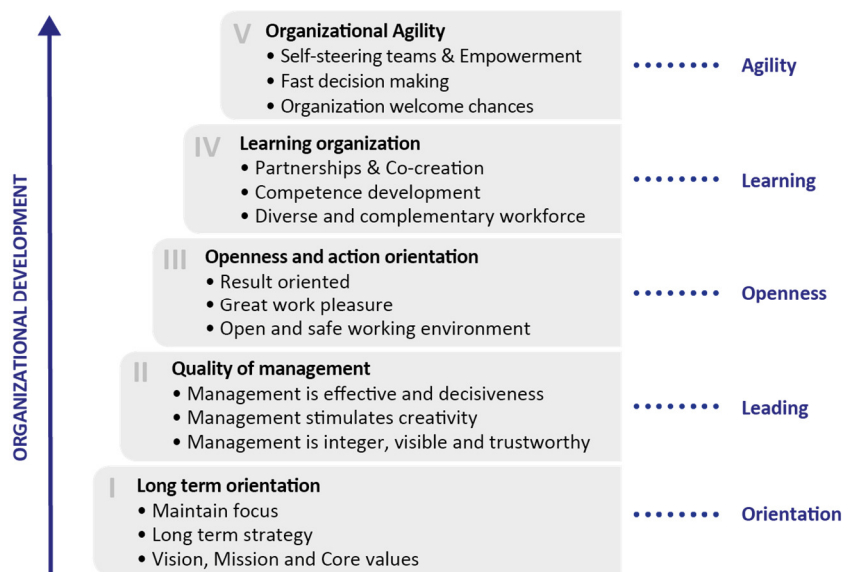 ORGANIZATIONAL DEVELOPMENT
V Organizational Agility
• Self-steering teams & Empowerment
• Fast decision making
• Organization welcome chances
Agility
IV Learning organization
• Partnerships & Co-creation
• Competence development
• Diverse and complementary workforce
Learning
III Openness and action orientation
• Result oriented
• Great work pleasure
• Open and safe working environment
Openness
II Quality of management
• Management is effective and decisiveness
• Management stimulates creativity
• Management is integer, visible and trustworthy
Leading
I Long term orientation
• Maintain focus
• Long term strategy
• Vision, Mission and Core values
Orientation